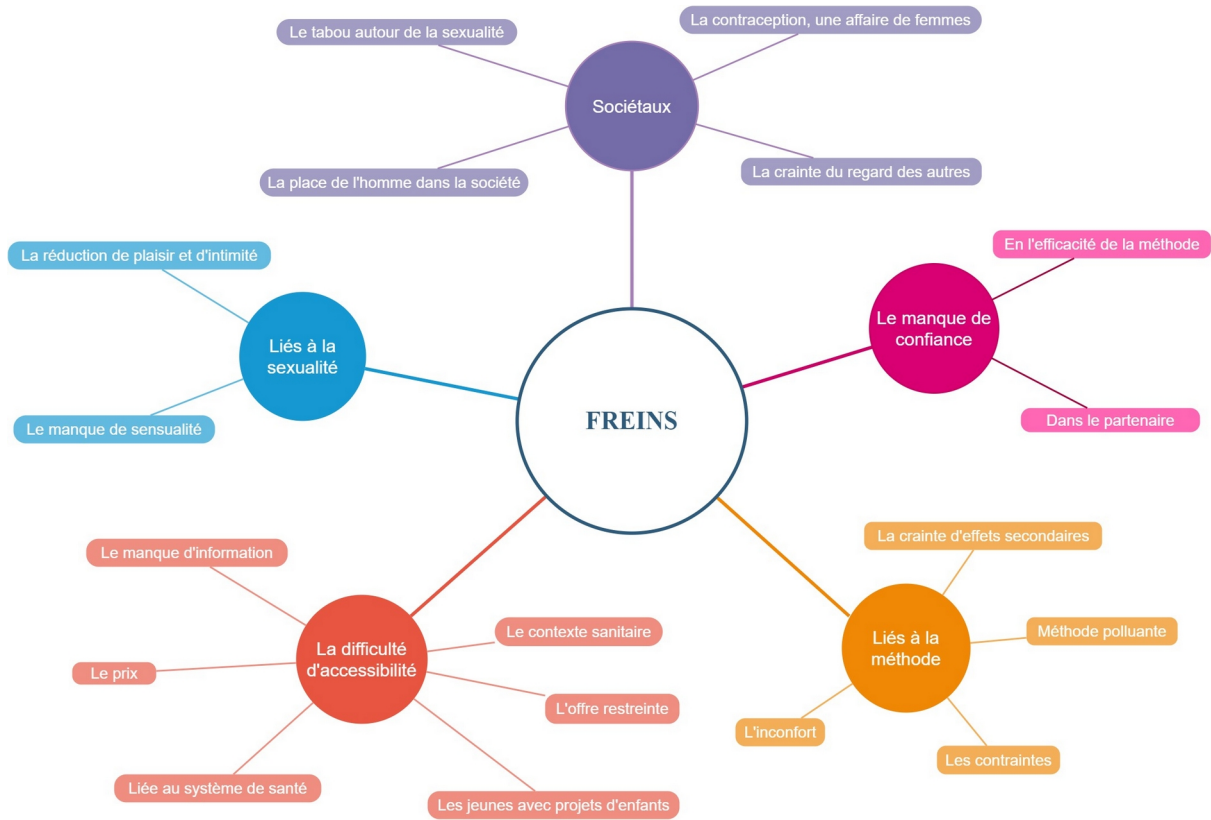 La contraception, une affaire de femmes
Le tabou autour de la sexualité
Sociétaux
La crainte du regard des autres
La place de l'homme dans la société
En l'efficacité de la méthode
La réduction de plaisir et d'intimité
Le manque de
confiance
Liés à la
sexualité
FREINS
Dans le partenaire
Le manque de sensualité
La crainte d'effets secondaires
Le manque d'information
Le contexte sanitaire
Méthode polluante
Liés à la
méthode
La difficulté
d'accessibilité
Le prix
L'offre restreinte
L'inconfort
Les contraintes
Liée au système de santé
Les jeunes avec projets d'enfants